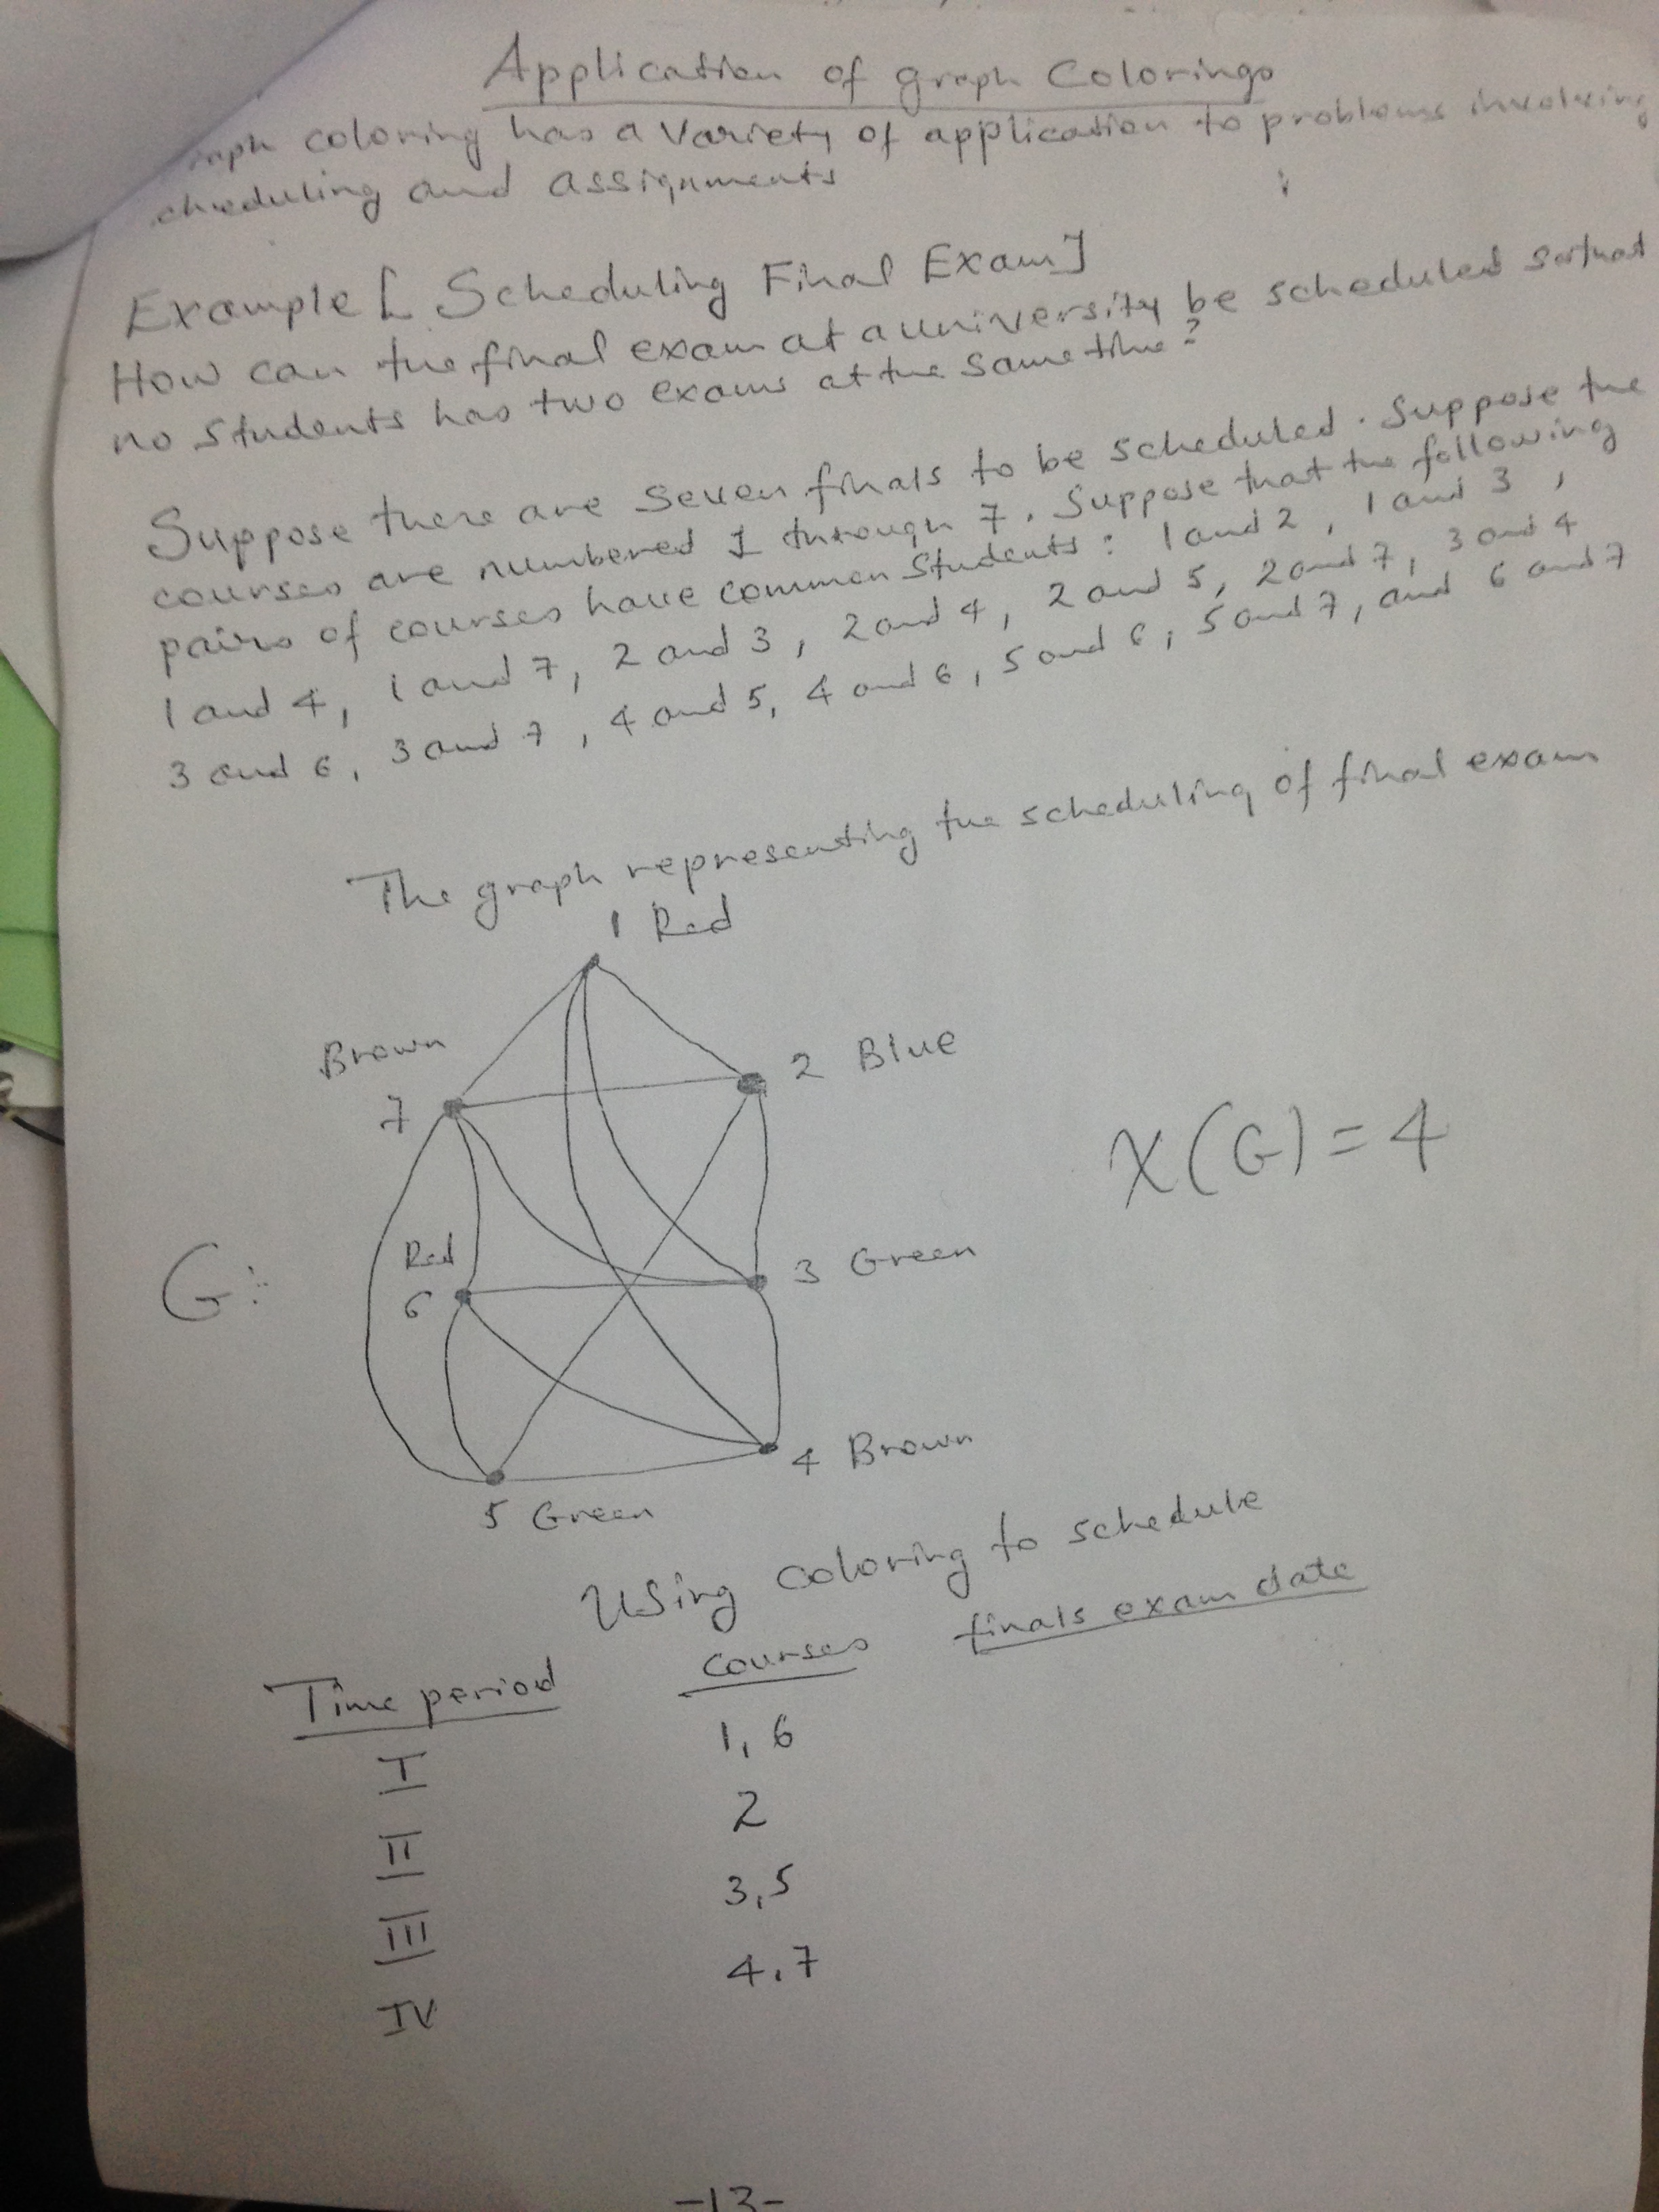 Application of graph Colorings
raph coloring has a variety of application to problems involving
cheduling and assignments
Example [ Scheduling Final Exam]
How can the final exam at a university be scheduled so that
no students has two exams at the same time?
Suppose there are seven finals to be scheduled. Suppose the
courses are numbered 1 through 7. Suppose that the following
pairs of courses have common students: 1 and 2, 1 and 3,
1 and 4, 1 and 7, 2 and 3, 2 and 4, 2 and 5, 2 and 7, 3 and 4
3 and 6, 3 and 7, 4 and 5, 4 and 6, 5 and 6, 5 and 7, and 6 and 7
The graph representing the scheduling of final exam
1 Red
Brown
7
2 Blue
χ(G) = 4
G:
Red
6
3 Green
4 Brown
5 Green
Using coloring to schedule
finals exam date
Time period courses
I 1, 6
II 2
III 3,5
IV 4,7
-13-